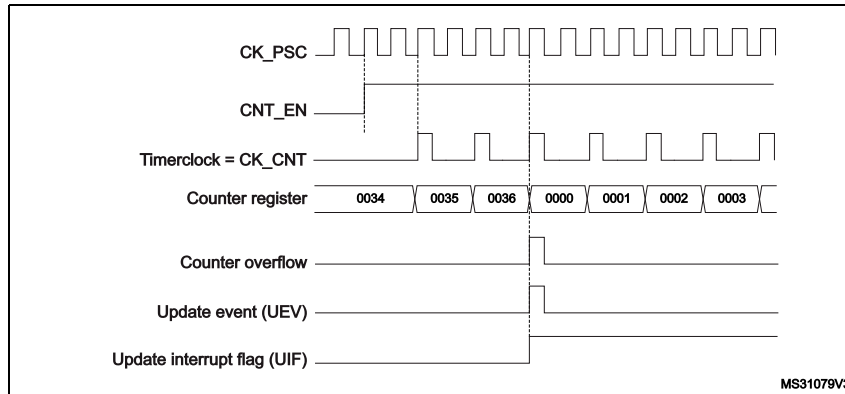 CK_PSC
CNT_EN
Timerclock = CK_CNT
Counter register 0034 0035 0036 0000 0001 0002 0003
Counter overflow
Update event (UEV)
Update interrupt flag (UIF)
MS31079V3